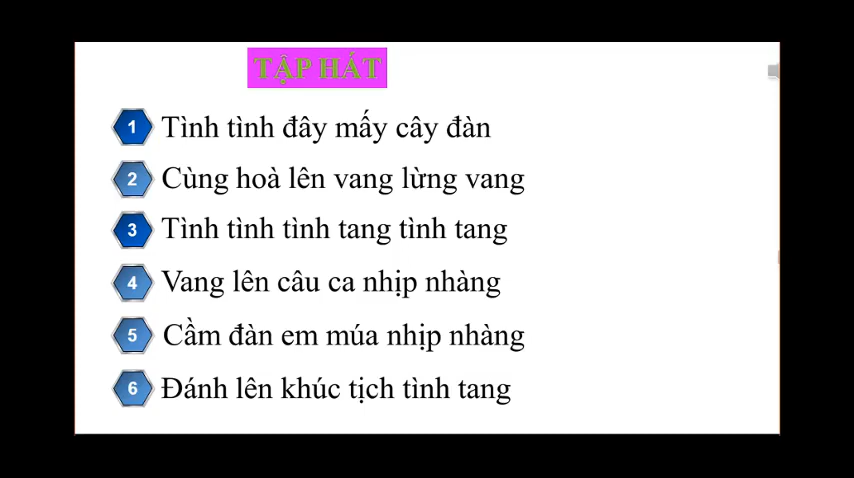 TẬP HÁT
1 Tình tình đây mấy cây đàn
2 Cùng hoà lên vang lừng vang
3 Tình tình tình tang tình tang
4 Vang lên câu ca nhịp nhàng
5 Cầm đàn em múa nhịp nhàng
6 Đánh lên khúc tịch tình tang